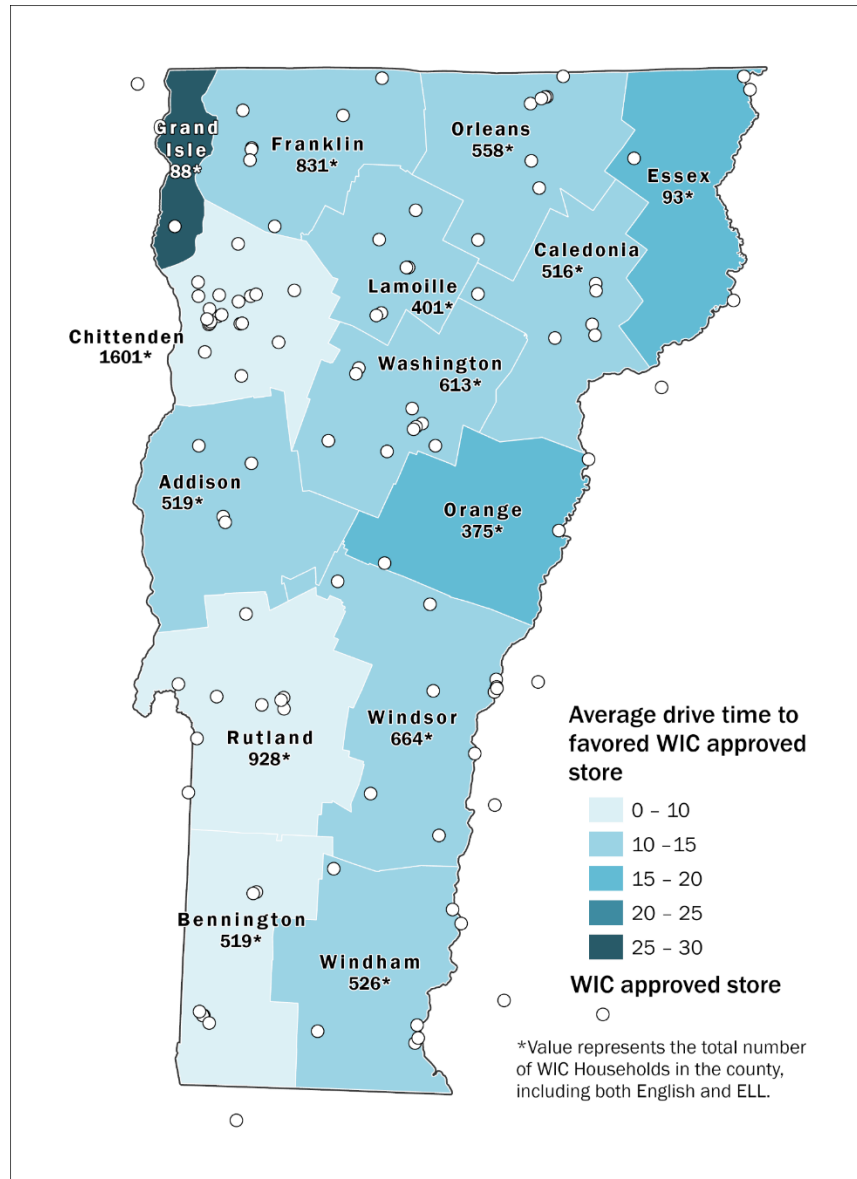 Grand
Isle
88*
Franklin
831*
Orleans
558*
Essex
93*
Caledonia
516*
Lamoille
401*
Chittenden
1601*
Washington
613*
Addison
519*
Orange
375*
Windsor
664*
Rutland
928*
Bennington
519*
Windham
526*
Average drive time to
favored WIC approved
store
0 – 10
10 –15
15 – 20
20 – 25
25 – 30
WIC approved store
*Value represents the total number
of WIC Households in the county,
including both English and ELL.